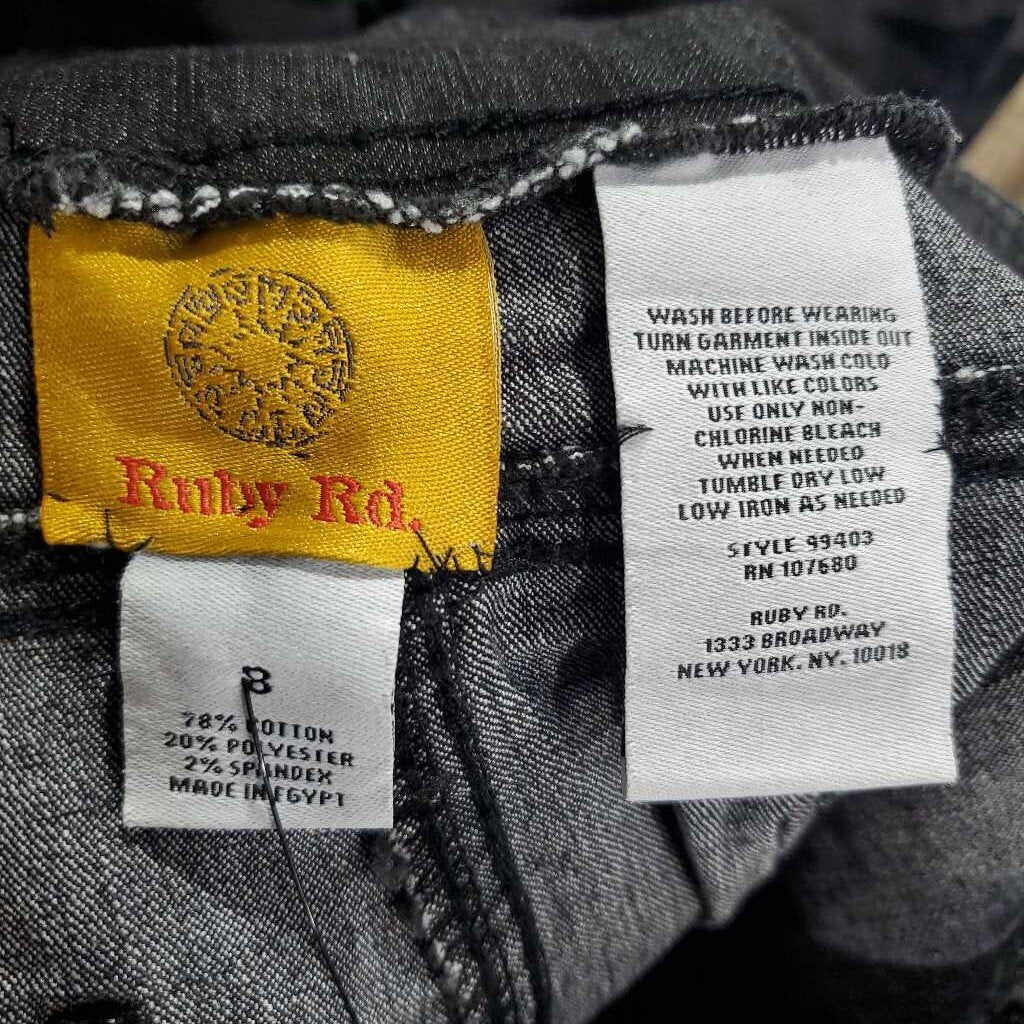 Ruby Rd.
8
78% COTTON
20% POLYESTER
2% SPANDEX
MADE IN EGYPT
WASH BEFORE WEARING
TURN GARMENT INSIDE OUT
MACHINE WASH COLD
WITH LIKE COLORS
USE ONLY NON-
CHLORINE BLEACH
WHEN NEEDED
TUMBLE DRY LOW
LOW IRON AS NEEDED
STYLE 99403
RN 107680
RUBY RD.
1333 BROADWAY
NEW YORK. NY. 10018